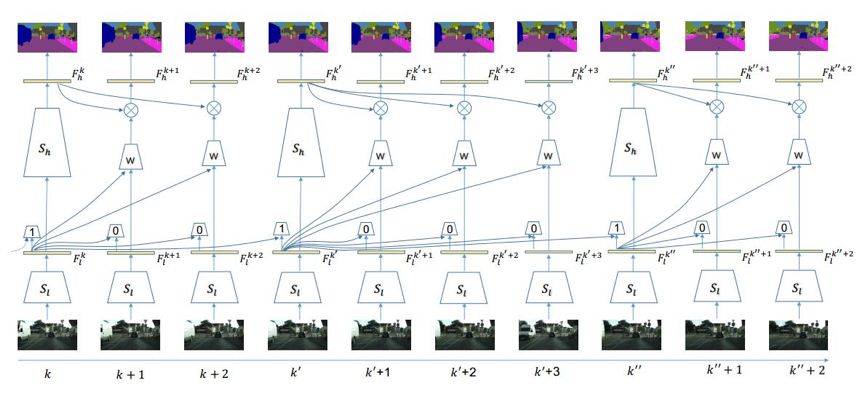 F_h^k F_h^{k+1} F_h^{k+2} F_h^{k'} F_h^{k'+1} F_h^{k'+2} F_h^{k'+3} F_h^{k''} F_h^{k''+1} F_h^{k''+2}
S_h S_h S_h
w w w w w w w
1 0 0 1 0 0 0 1 0 0
F_l^k F_l^{k+1} F_l^{k+2} F_l^{k'} F_l^{k'+1} F_l^{k'+2} F_l^{k'+3} F_l^{k''} F_l^{k''+1} F_l^{k''+2}
S_l S_l S_l S_l S_l S_l S_l S_l S_l S_l
k k + 1 k + 2 k' k'+1 k'+2 k'+3 k'' k'' + 1 k'' + 2